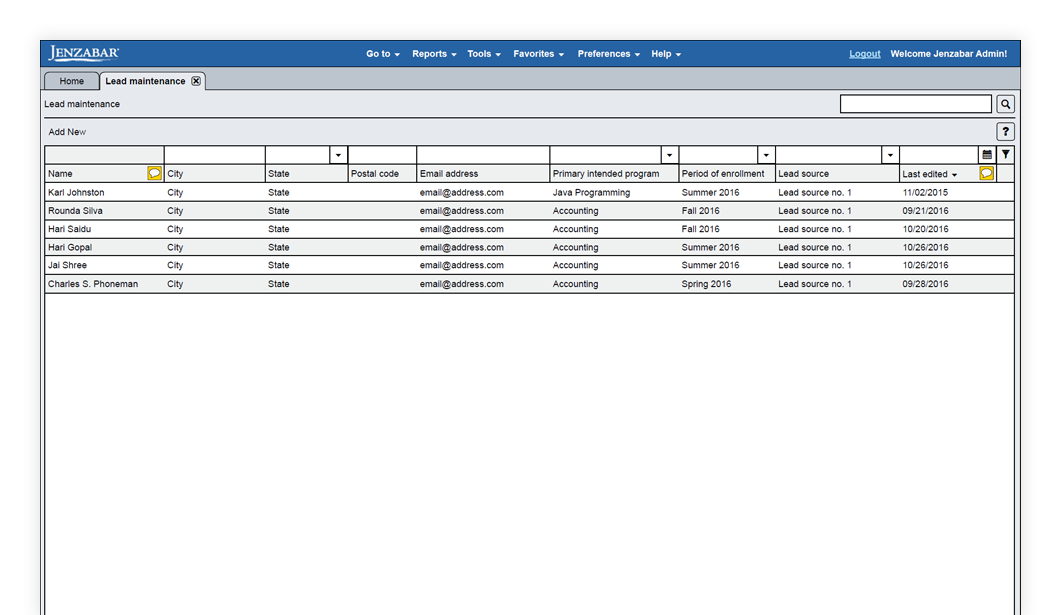 JENZABAR Go to Reports Tools Favorites Preferences Help Logout Welcome Jenzabar Admin!
Home Lead maintenance
Lead maintenance
Add New ?
Name City State Postal code Email address Primary intended program Period of enrollment Lead source Last edited
Karl Johnston City State email@address.com Java Programming Summer 2016 Lead source no. 1 11/02/2015
Rounda Silva City State email@address.com Accounting Fall 2016 Lead source no. 1 09/21/2016
Hari Saidu City State email@address.com Accounting Fall 2016 Lead source no. 1 10/20/2016
Hari Gopal City State email@address.com Accounting Summer 2016 Lead source no. 1 10/26/2016
Jai Shree City State email@address.com Accounting Summer 2016 Lead source no. 1 10/26/2016
Charles S. Phoneman City State email@address.com Accounting Spring 2016 Lead source no. 1 09/28/2016